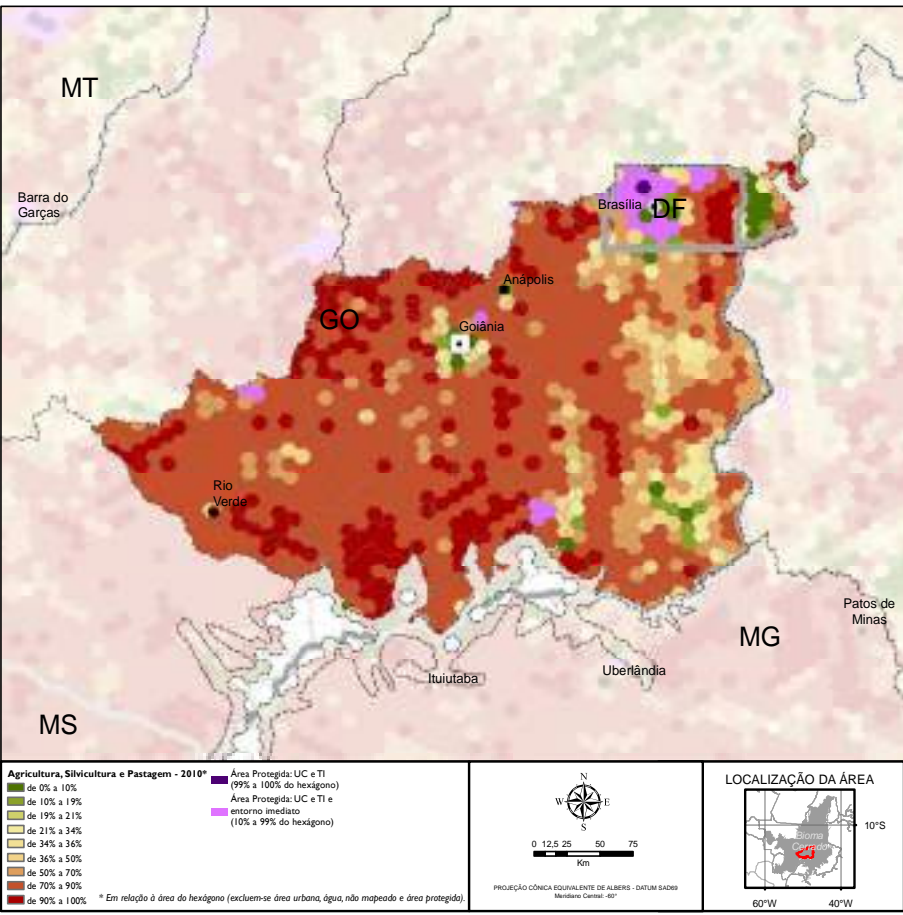 MT
Barra do
Garças
Brasília
DF
Anápolis
GO
Goiânia
Rio
Verde
Patos de
Minas
MG
Uberlândia
Ituiutaba
MS
Agricultura, Silvicultura e Pastagem - 2010*
de 0% a 10%
de 10% a 19%
de 19% a 21%
de 21% a 34%
de 34% a 36%
de 36% a 50%
de 50% a 70%
de 70% a 90%
de 90% a 100%
Área Protegida: UC e TI
(99% a 100% do hexágono)
Área Protegida: UC e TI e
entorno imediato
(10% a 99% do hexágono)
* Em relação à área do hexágono (excluem-se área urbana, água, não mapeado e área protegida).
N
W E
S
0 12,5 25 50 75
Km
PROJEÇÃO CÔNICA EQUIVALENTE DE ALBERS - DATUM SAD69
Meridiano Central: -60°
LOCALIZAÇÃO DA ÁREA
10°S
Bioma
Cerrado
60°W 40°W